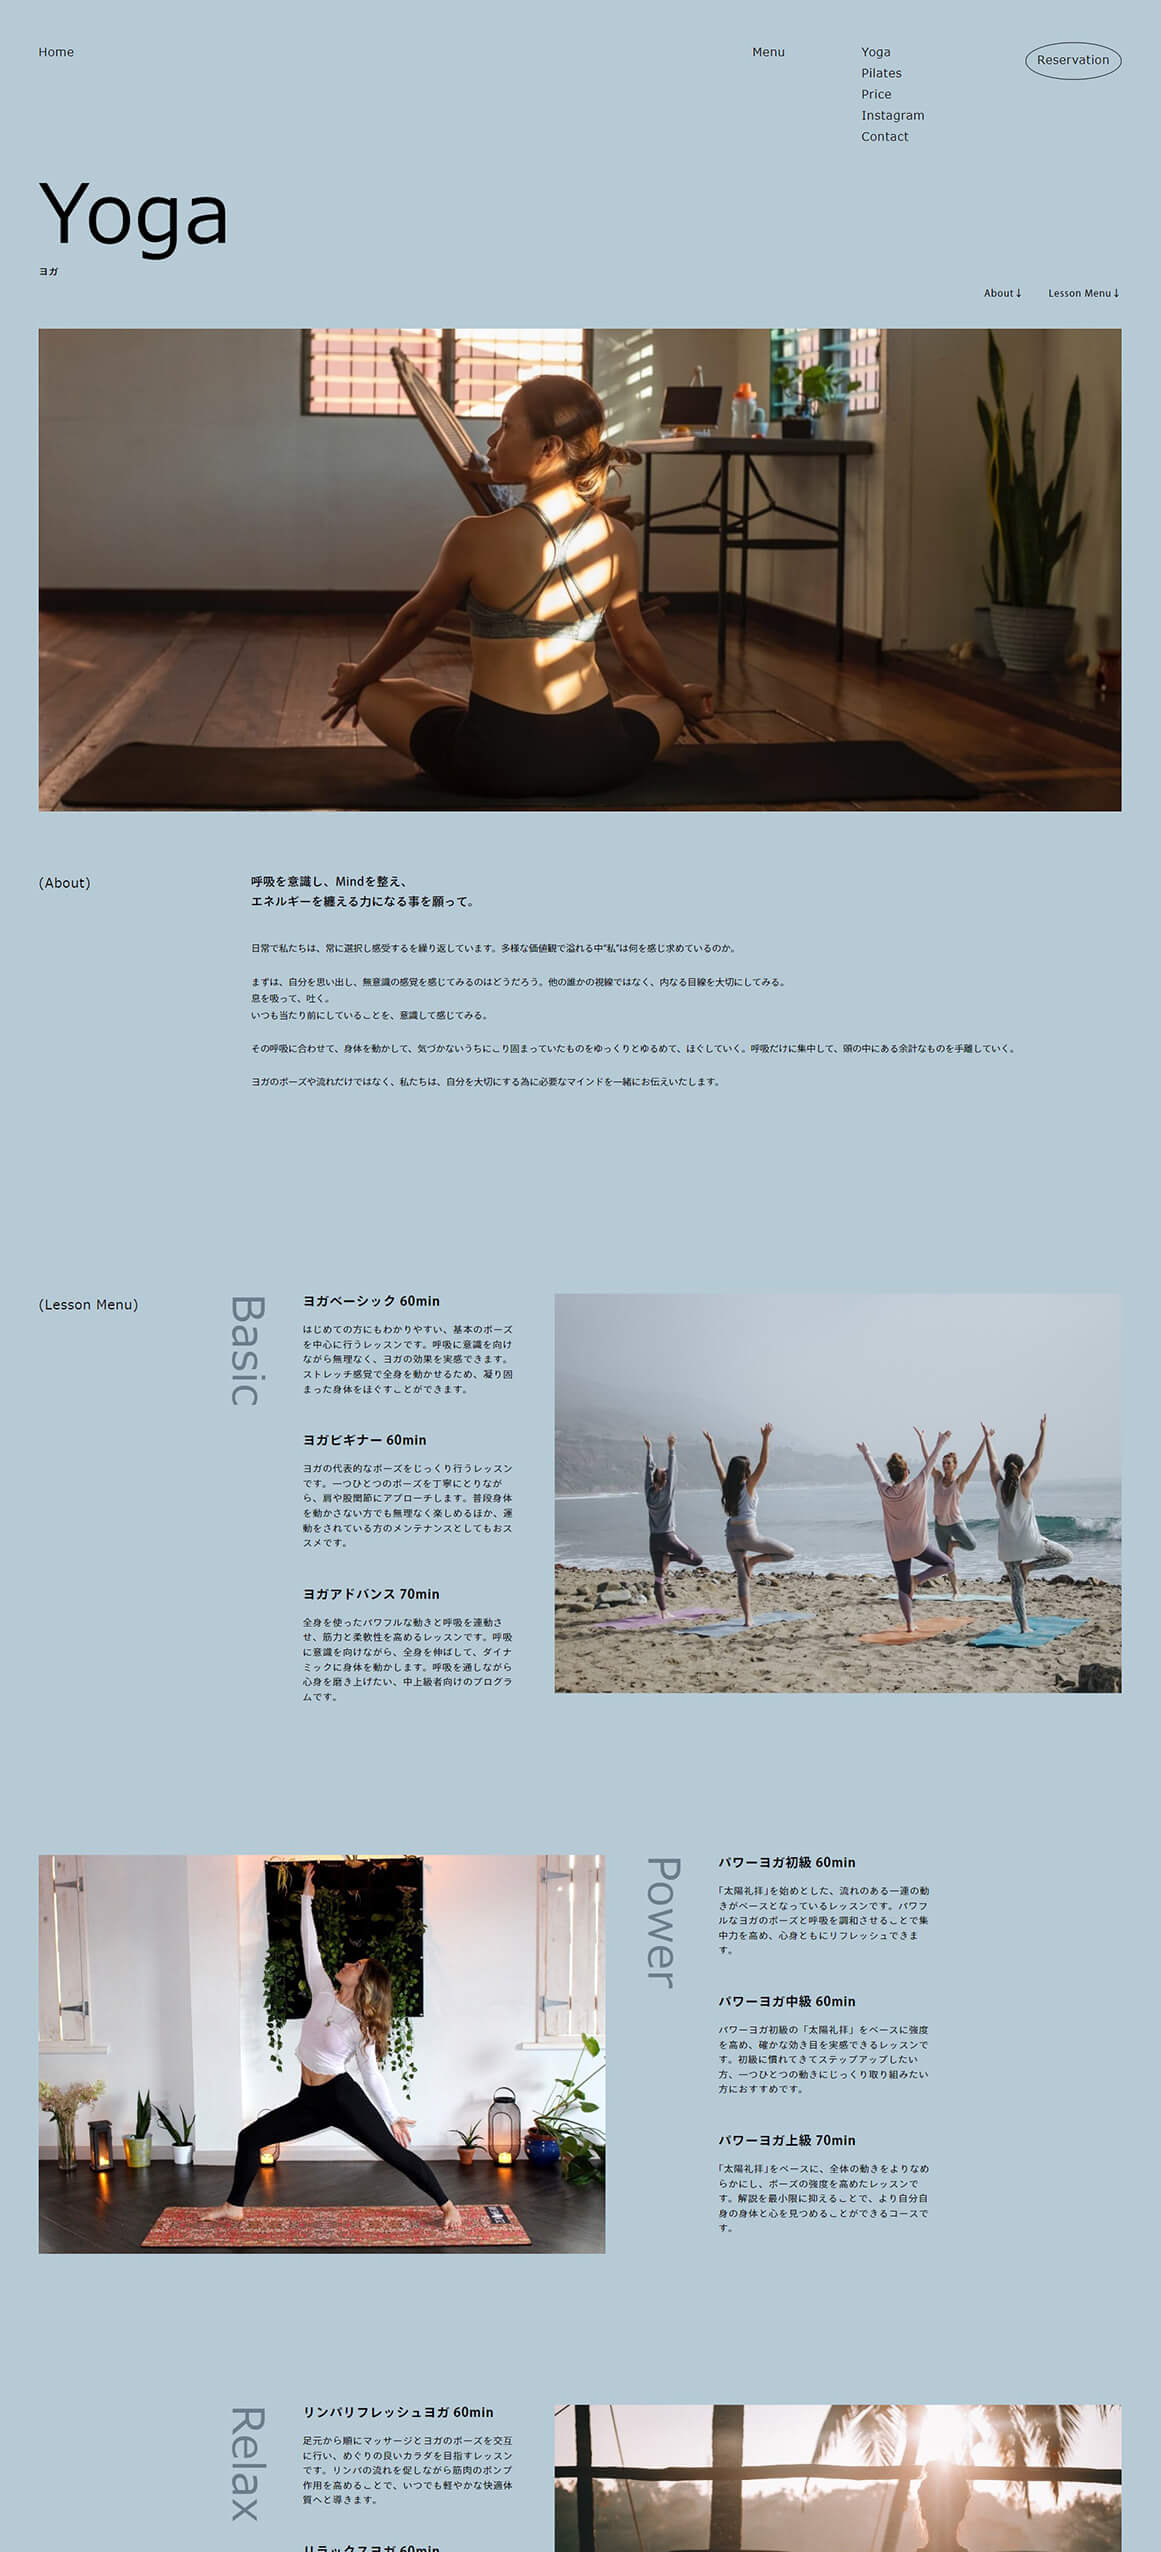 Home
Menu
Yoga
Pilates
Price
Instagram
Contact
Reservation
Yoga
ヨガ
About↓
Lesson Menu↓
(About)
呼吸を意識し、Mindを整え、
エネルギーを纏える力になる事を願って。
日常で私たちは、常に選択し感受するを繰り返しています。多様な価値観で溢れる中“私”は何を感じ求めているのか。
まずは、自分を思い出し、無意識の感覚を感じてみるのはどうだろう。他の誰かの視線ではなく、内なる目線を大切にしてみる。
息を吸って、吐く。
いつも当たり前にしていることを、意識して感じてみる。
その呼吸に合わせて、身体を動かして、気づかないうちにこり固まっていたものをゆっくりとゆるめて、ほぐしていく。呼吸だけに集中して、頭の中にある余計なものを手離していく。
ヨガのポーズや流れだけではなく、私たちは、自分を大切にする為に必要なマインドを一緒にお伝えいたします。
(Lesson Menu)
Basic
ヨガベーシック 60min
はじめての方にもわかりやすい、基本のポーズ
を中心に行うレッスンです。呼吸に意識を向け
ながら無理なく、ヨガの効果を実感できます。
ストレッチ感覚で全身を動かせるため、凝り固
まった身体をほぐすことができます。
ヨガビギナー 60min
ヨガの代表的なポーズをじっくり行うレッスン
です。一つひとつのポーズを丁寧にとりなが
ら、肩や股関節にアプローチします。普段身体
を動かさない方でも無理なく楽しめるほか、運
動をされている方のメンテナンスとしてもおス
スメです。
ヨガアドバンス 70min
全身を使ったパワフルな動きと呼吸を連動さ
せ、筋力と柔軟性を高めるレッスンです。呼吸
に意識を向けながら、全身を伸ばして、ダイナ
ミックに身体を動かします。呼吸を通しながら
心身を磨き上げたい、中上級者向けのプログラ
ムです。
Power
パワーヨガ初級 60min
「太陽礼拝」を始めとした、流れのある一連の動
きがベースとなっているレッスンです。パワフ
ルなヨガのポーズと呼吸を調和させることで集
中力を高め、心身ともにリフレッシュできま
す。
パワーヨガ中級 60min
パワーヨガ初級の「太陽礼拝」をベースに強度
を高め、確かな効き目を実感できるレッスンで
す。初級に慣れてきてステップアップしたい
方、一つひとつの動きにじっくり取り組みたい
方におすすめです。
パワーヨガ上級 70min
「太陽礼拝」をベースに、全体の動きをよりなめ
らかにし、ポーズの強度を高めたレッスンで
す。解説を最小限に抑えることで、より自分自
身の身体と心を見つめることができるコースで
す。
Relax
リンパリフレッシュヨガ 60min
足元から順にマッサージとヨガのポーズを交互
に行い、めぐりの良いカラダを目指すレッスン
です。リンパの流れを促しながら筋肉のポンプ
作用を高めることで、いつでも軽やかな快適体
質へと導きます。
リラックスヨガ 60min